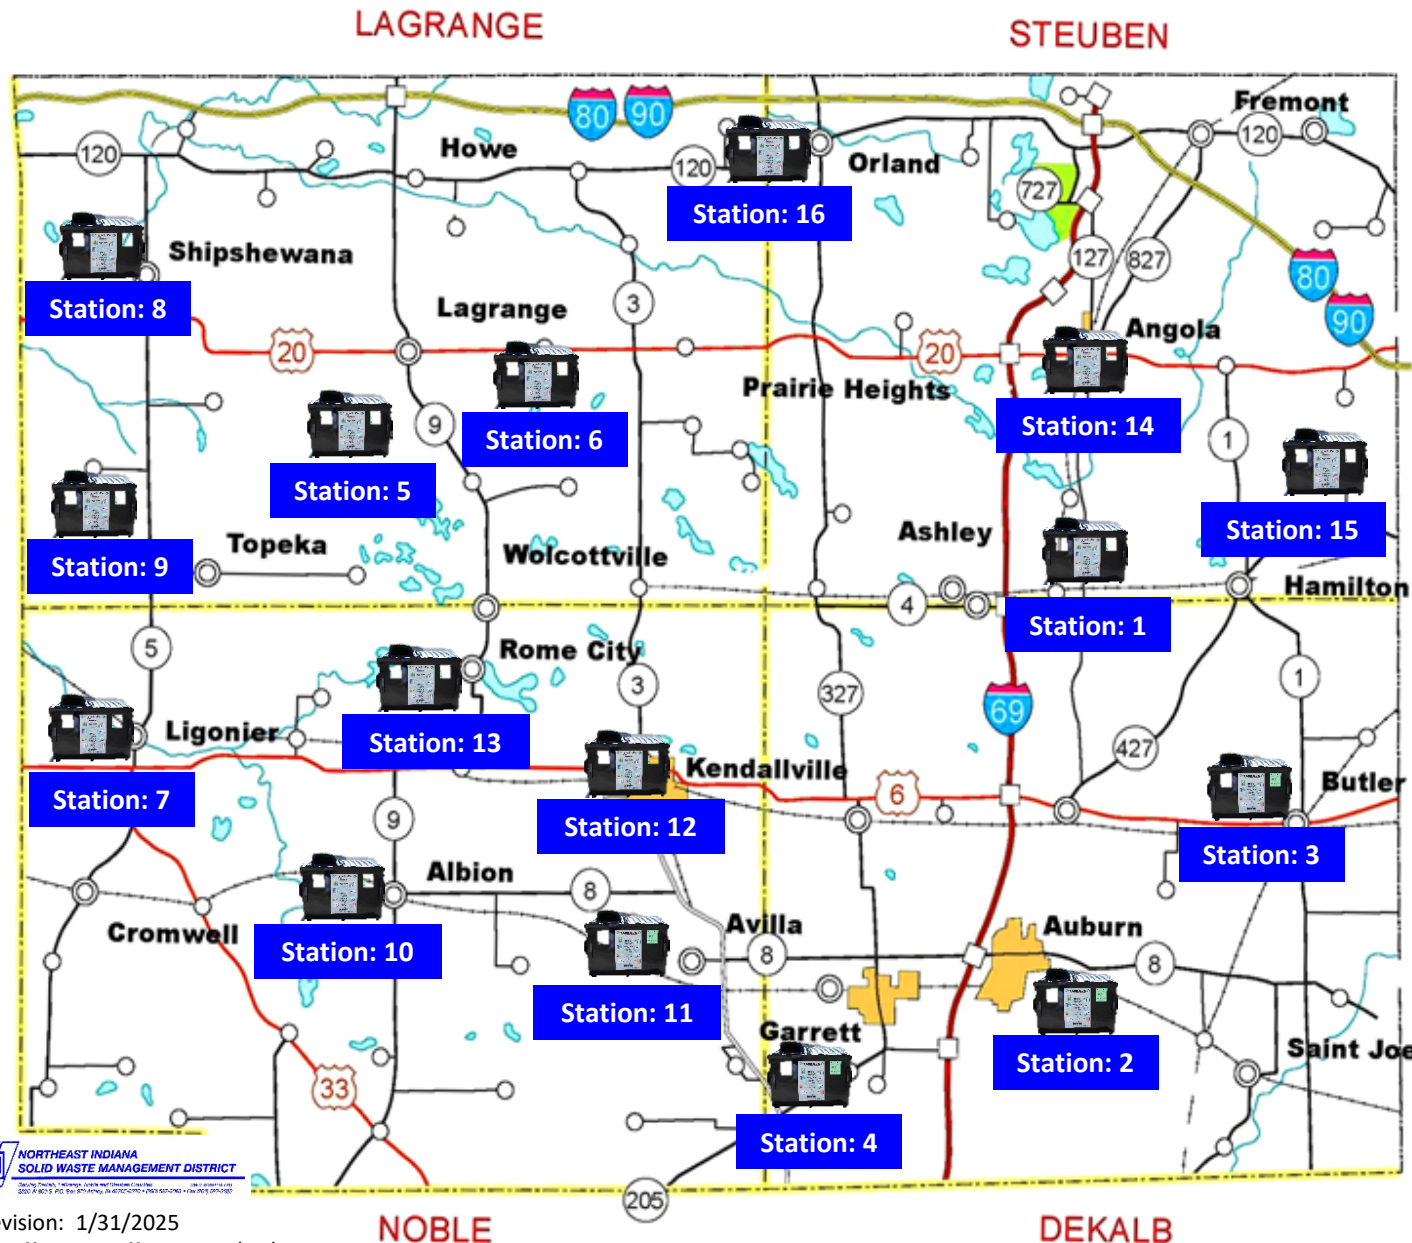 LAGRANGE
STEUBEN
80
90
Fremont
120
120
Howe
120
Orland
727
Station: 16
Shipshewana
127
827
80
90
Station: 8
3
Lagrange
Angola
20
20
Prairie Heights
9
Station: 6
Station: 14
1
Station: 5
Ashley
Station: 15
Topeka
Wolcottville
Station: 9
Hamilton
4
Station: 1
5
Rome City
3
327
1
69
Ligonier
Station: 13
427
Kendallville
Butler
Station: 7
6
9
Station: 12
Station: 3
Albion
8
Cromwell
Avilla
Auburn
Station: 10
8
8
Station: 11
Garrett
Saint Joe
Station: 2
33
Station: 4
NORTHEAST INDIANA
SOLID WASTE MANAGEMENT DISTRICT
205
evision: 1/31/2025
NOBLE
DEKALB